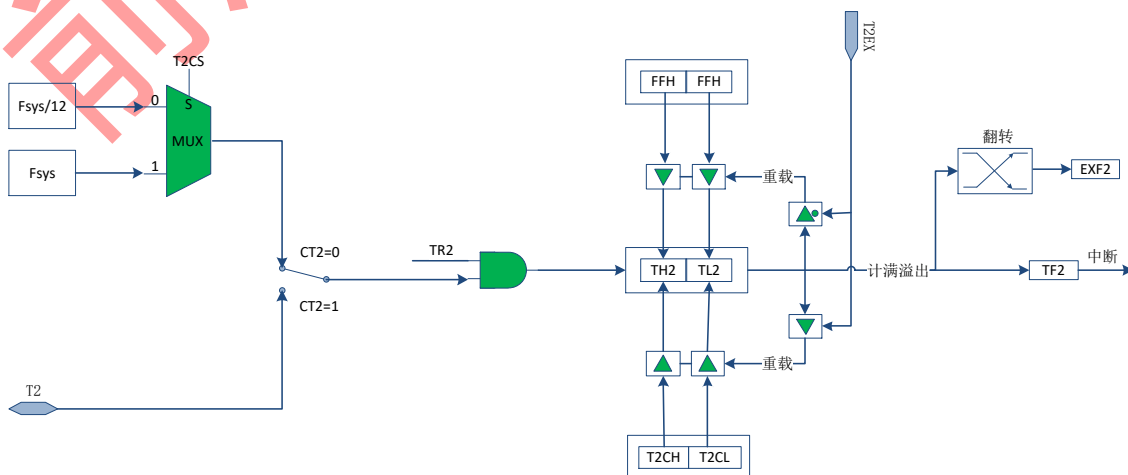 T2EX
T2CS
FFH FFH
Fsys/12
0
S
MUX
翻转
1
Fsys
重载
EXF2
CT2=0
TR2
TH2 TL2
计满溢出
TF2
中断
CT2=1
重载
T2
T2CH T2CL